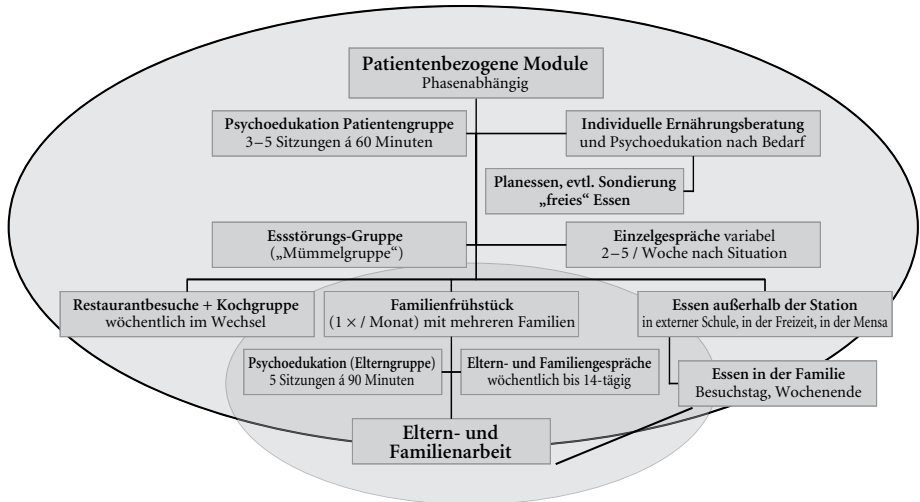 Patientenbezogene Module
Phasenabhängig
Psychoedukation Patientengruppe
3–5 Sitzungen á 60 Minuten
Individuelle Ernährungsberatung
und Psychoedukation nach Bedarf
Planessen, evtl. Sondierung
„freies“ Essen
Essstörungs-Gruppe
(„Mümmelgruppe“)
Einzelgespräche variabel
2–5 / Woche nach Situation
Restaurantbesuche + Kochgruppe
wöchentlich im Wechsel
Familienfrühstück
(1 × / Monat) mit mehreren Familien
Essen außerhalb der Station
in externer Schule, in der Freizeit, in der Mensa
Psychoedukation (Elterngruppe)
5 Sitzungen á 90 Minuten
Eltern- und Familiengespräche
wöchentlich bis 14-tägig
Essen in der Familie
Besuchstag, Wochenende
Eltern- und
Familienarbeit